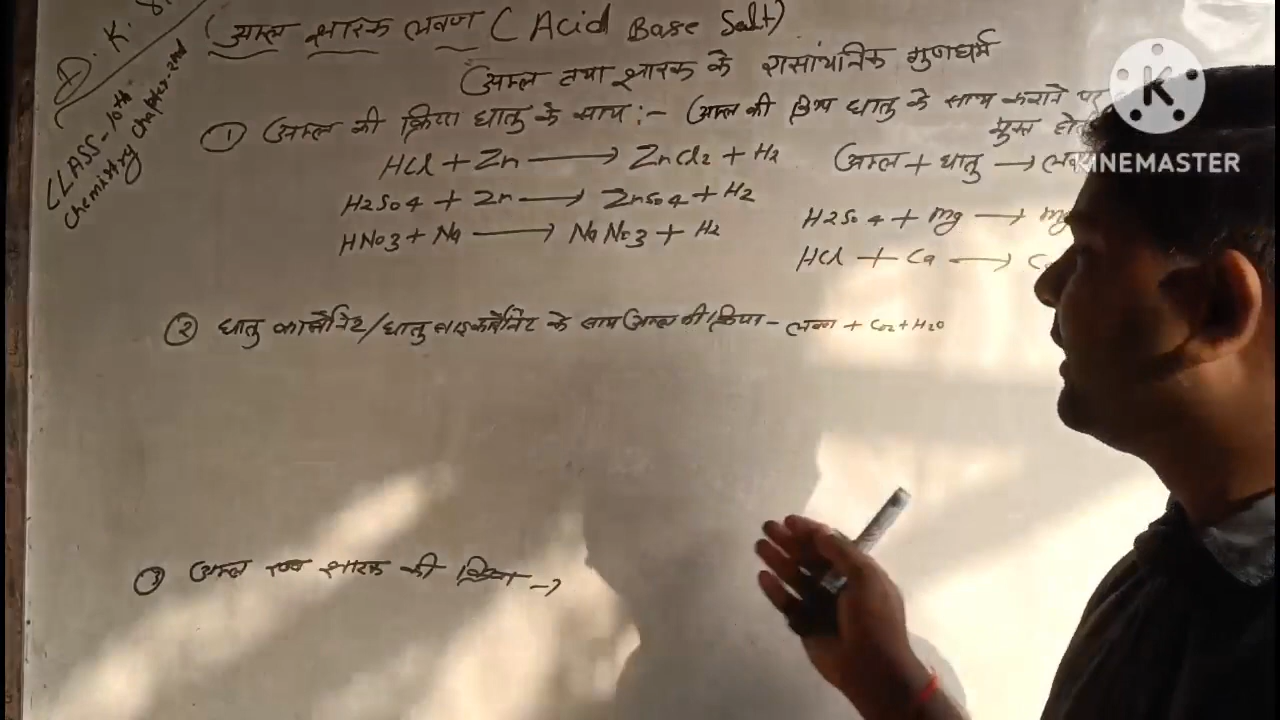 D. K.
CLASS-10th
Chemistry Chapter-2nd
(अम्ल क्षारक लवण (Acid Base Salt)
अम्ल तथा क्षारक के रासायनिक गुणधर्म
① अम्ल की क्रिया धातु के साथ :- अम्ल की क्रिया धातु के साथ कराने पर
मुक्त
HCl + Zn ⟶ ZnCl2 + H2
अम्ल + धातु →
H2SO4 + Zn ⟶ ZnSO4 + H2
H2SO4 + Mg ⟶
HNO3 + Na ⟶ NaNO3 + H2
HCl + Ca ⟶
② धातु कार्बोनेट/धातु बाइकार्बोनेट के साथ अम्ल की क्रिया - लवण + CO2 + H2O
③ अम्ल एवं क्षारक की क्रिया →
K
KINEMASTER